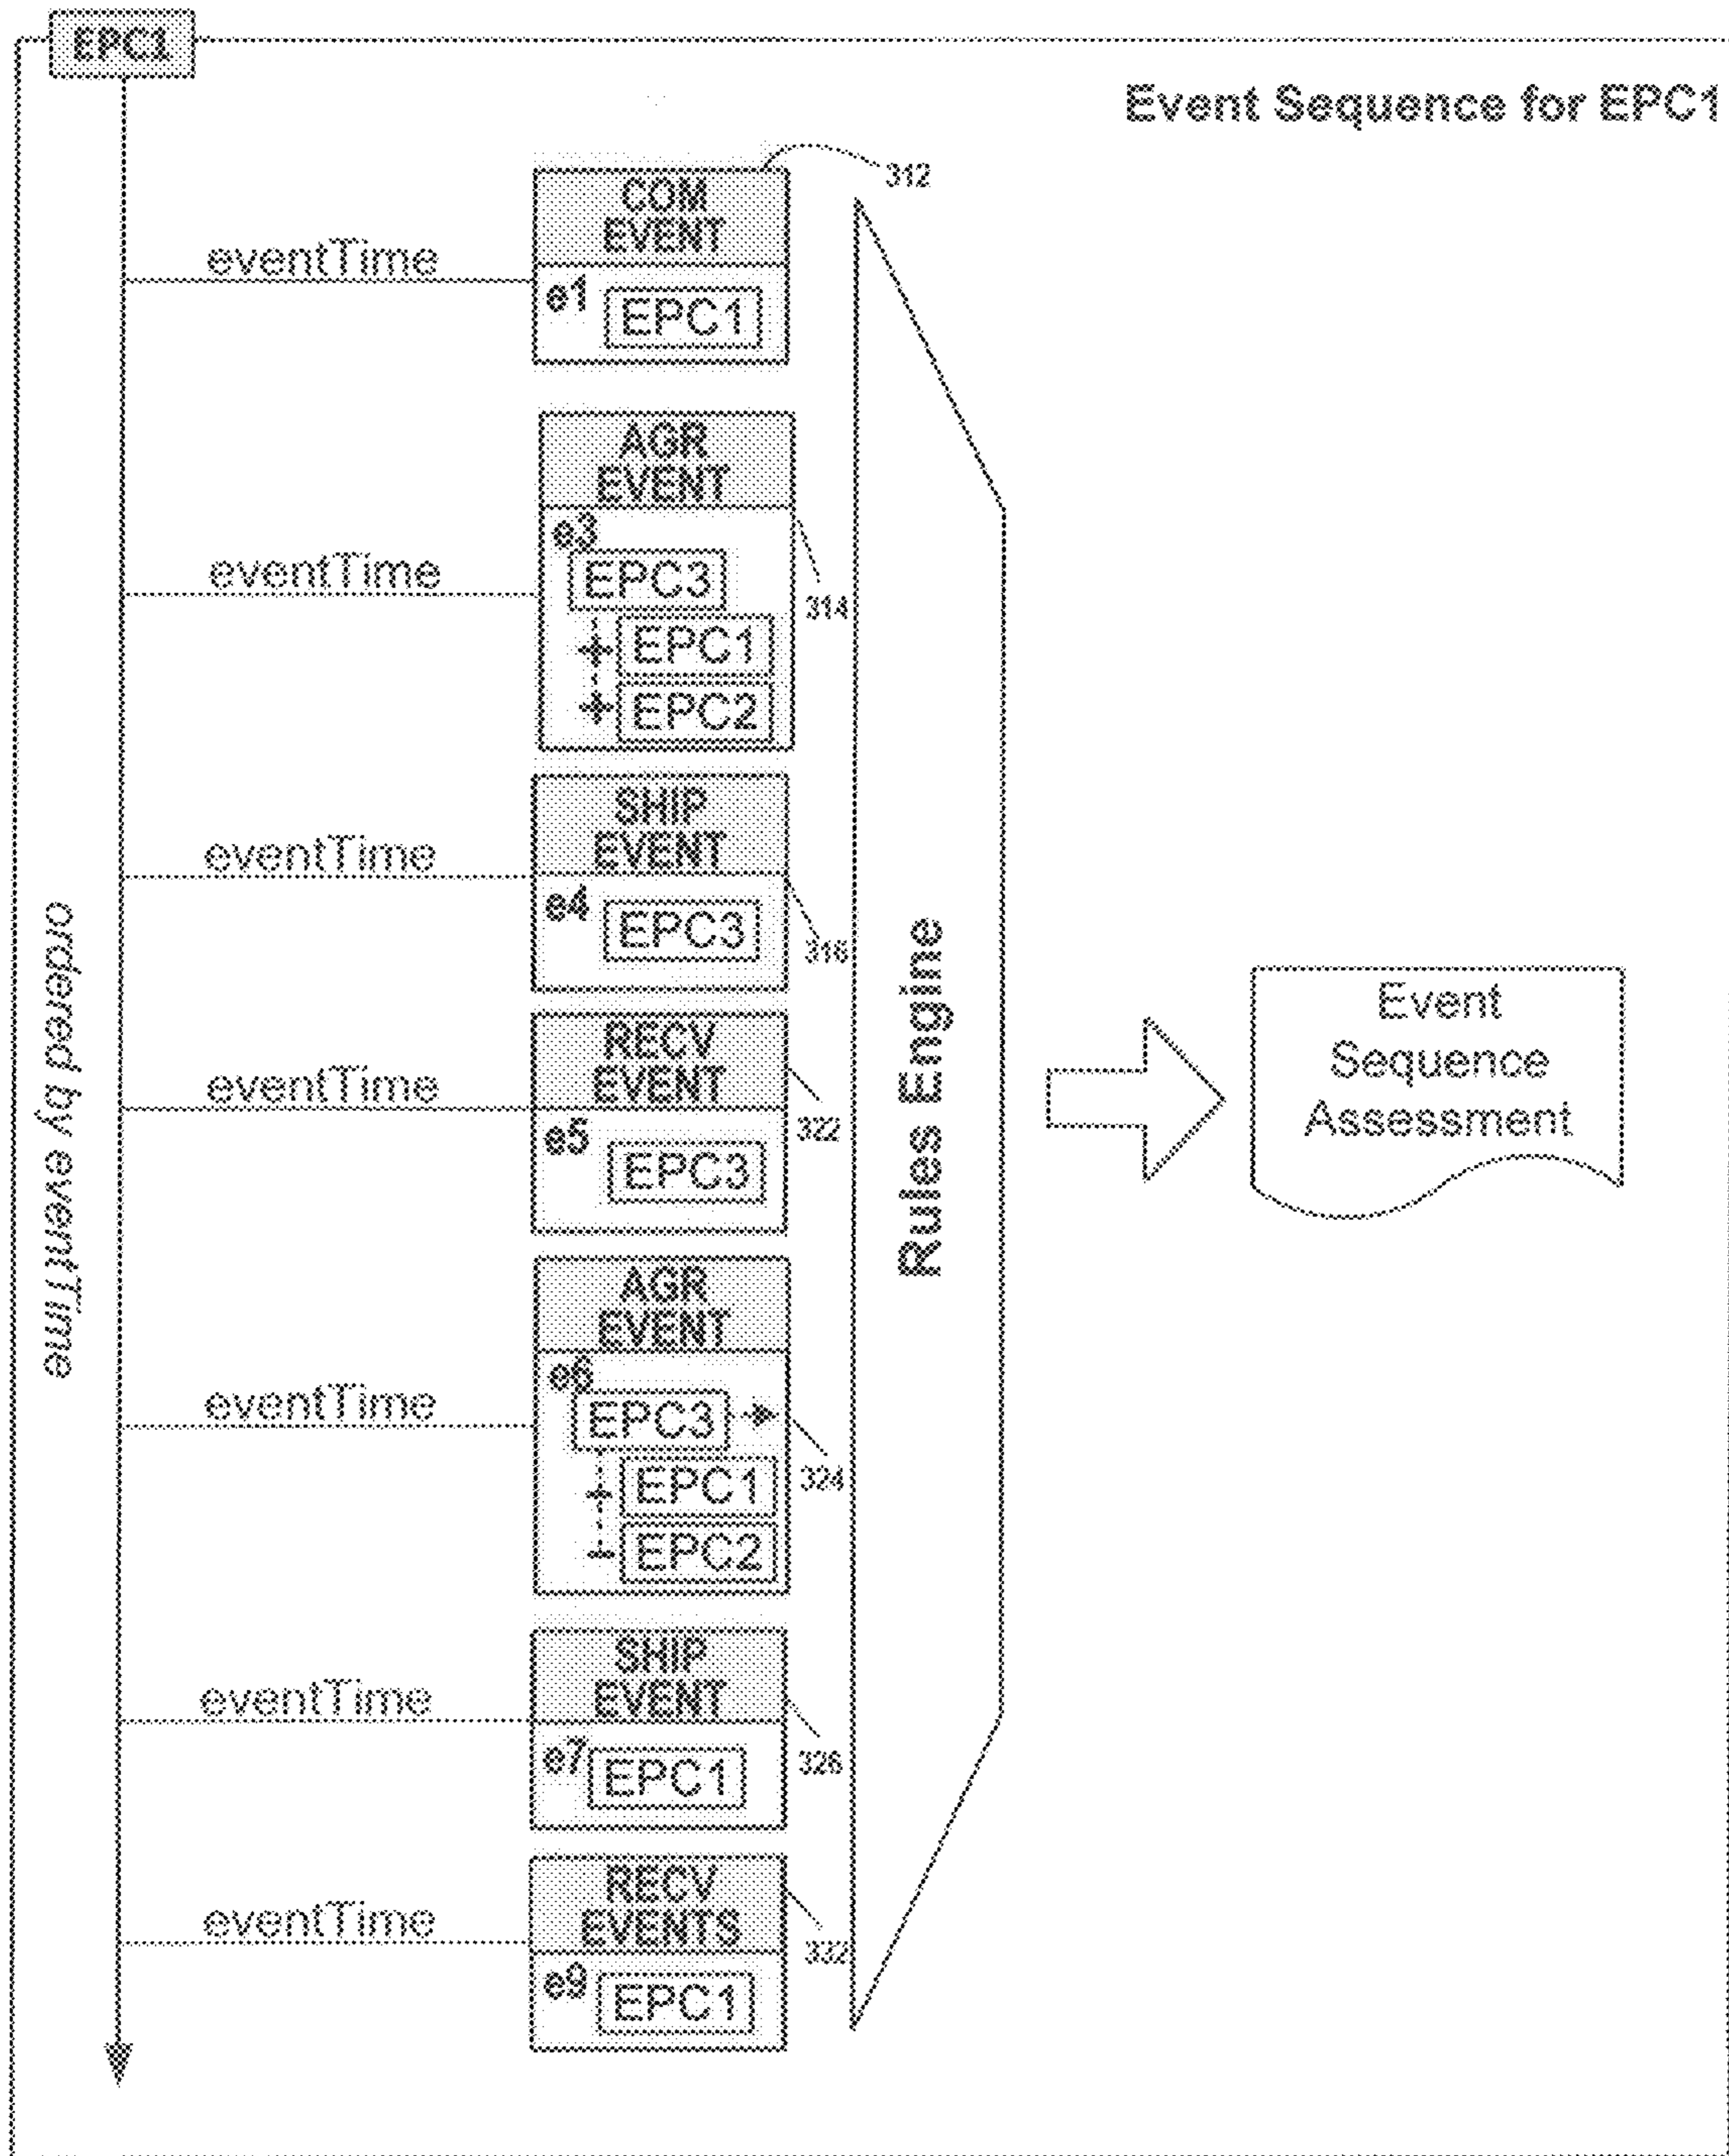 EPC1
Event Sequence for EPC1
312
COM
EVENT
eventTime
e1
EPC1
AGR
EVENT
e3
eventTime
EPC3
314
EPC1
EPC2
SHIP
EVENT
eventTime
e4
EPC3
316
RECV
EVENT
eventTime
322
e5
EPC3
AGR
EVENT
e6
eventTime
EPC3
324
EPC1
EPC2
SHIP
EVENT
eventTime
326
e7
EPC1
RECV
EVENTS
eventTime
332
e9
EPC1
ordered by eventTime
Rules Engine
Event
Sequence
Assessment